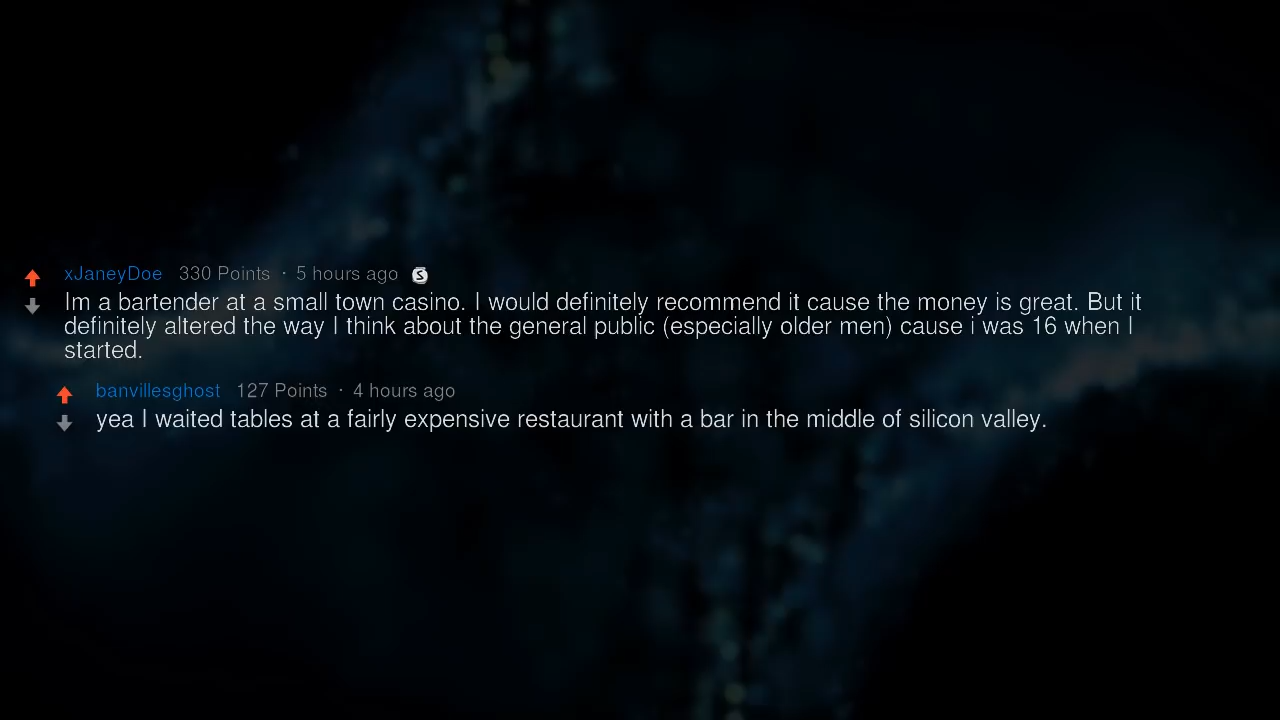 xJaneyDoe 330 Points · 5 hours ago S
Im a bartender at a small town casino. I would definitely recommend it cause the money is great. But it
definitely altered the way I think about the general public (especially older men) cause i was 16 when I
started.
banvillesghost 127 Points · 4 hours ago
yea I waited tables at a fairly expensive restaurant with a bar in the middle of silicon valley.